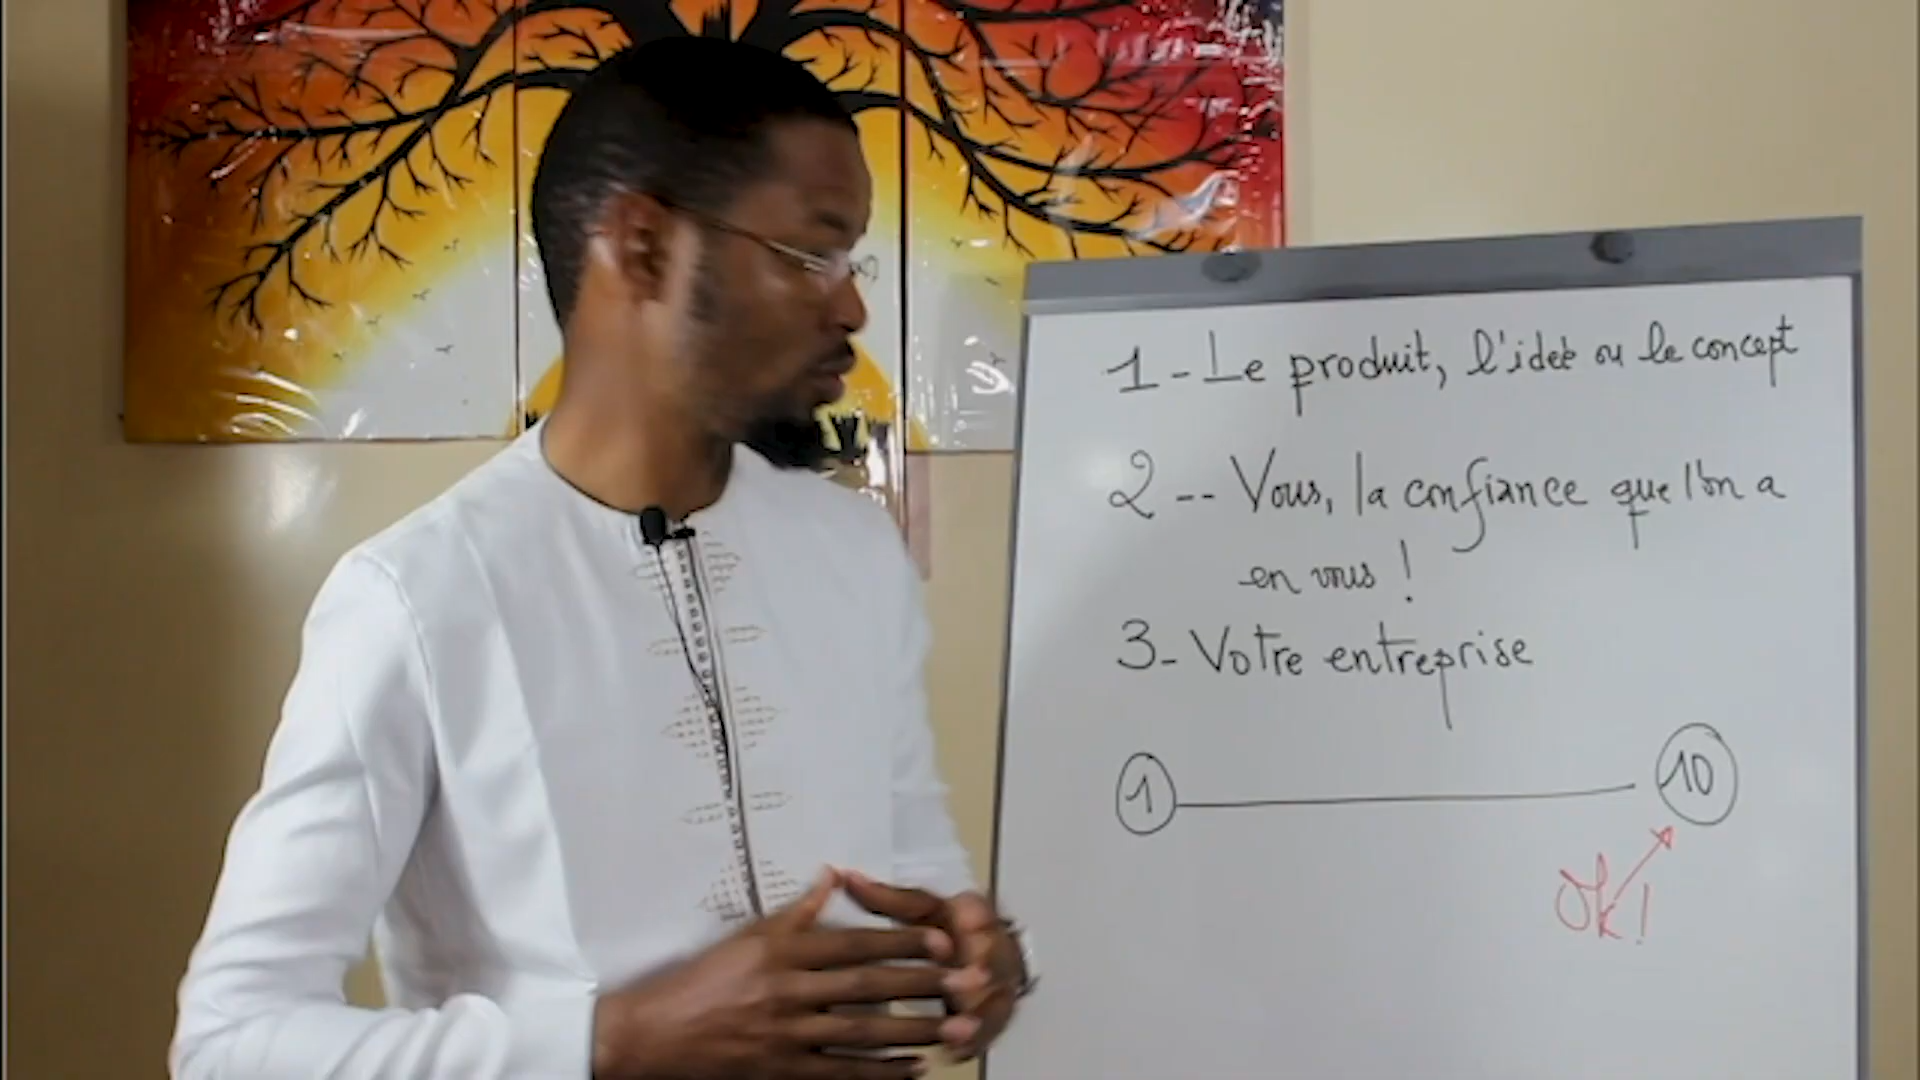 1 - Le produit, l'ideé ou le concept
2 -- Vous, la confiance que l'on a
en vous !
3 - Votre entreprise
1 10
Ok !